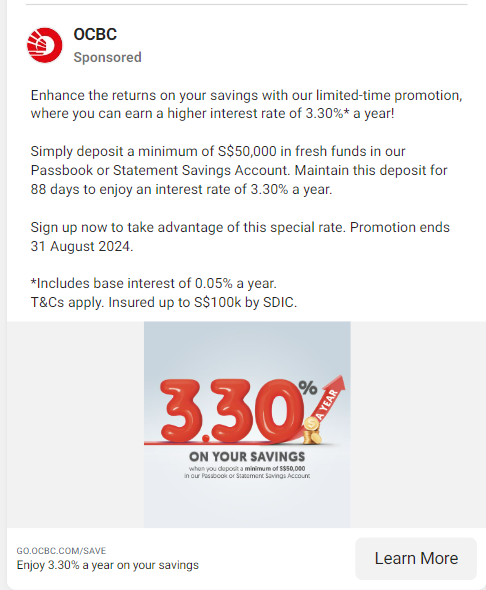 OCBC
Sponsored
Enhance the returns on your savings with our limited-time promotion,
where you can earn a higher interest rate of 3.30%* a year!
Simply deposit a minimum of S$50,000 in fresh funds in our
Passbook or Statement Savings Account. Maintain this deposit for
88 days to enjoy an interest rate of 3.30% a year.
Sign up now to take advantage of this special rate. Promotion ends
31 August 2024.
*Includes base interest of 0.05% a year.
T&Cs apply. Insured up to S$100k by SDIC.
3.30%
A YEAR
ON YOUR SAVINGS
when you deposit a minimum of S$50,000
in our Passbook or Statement Savings Account
GO.OCBC.COM/SAVE
Enjoy 3.30% a year on your savings
Learn More